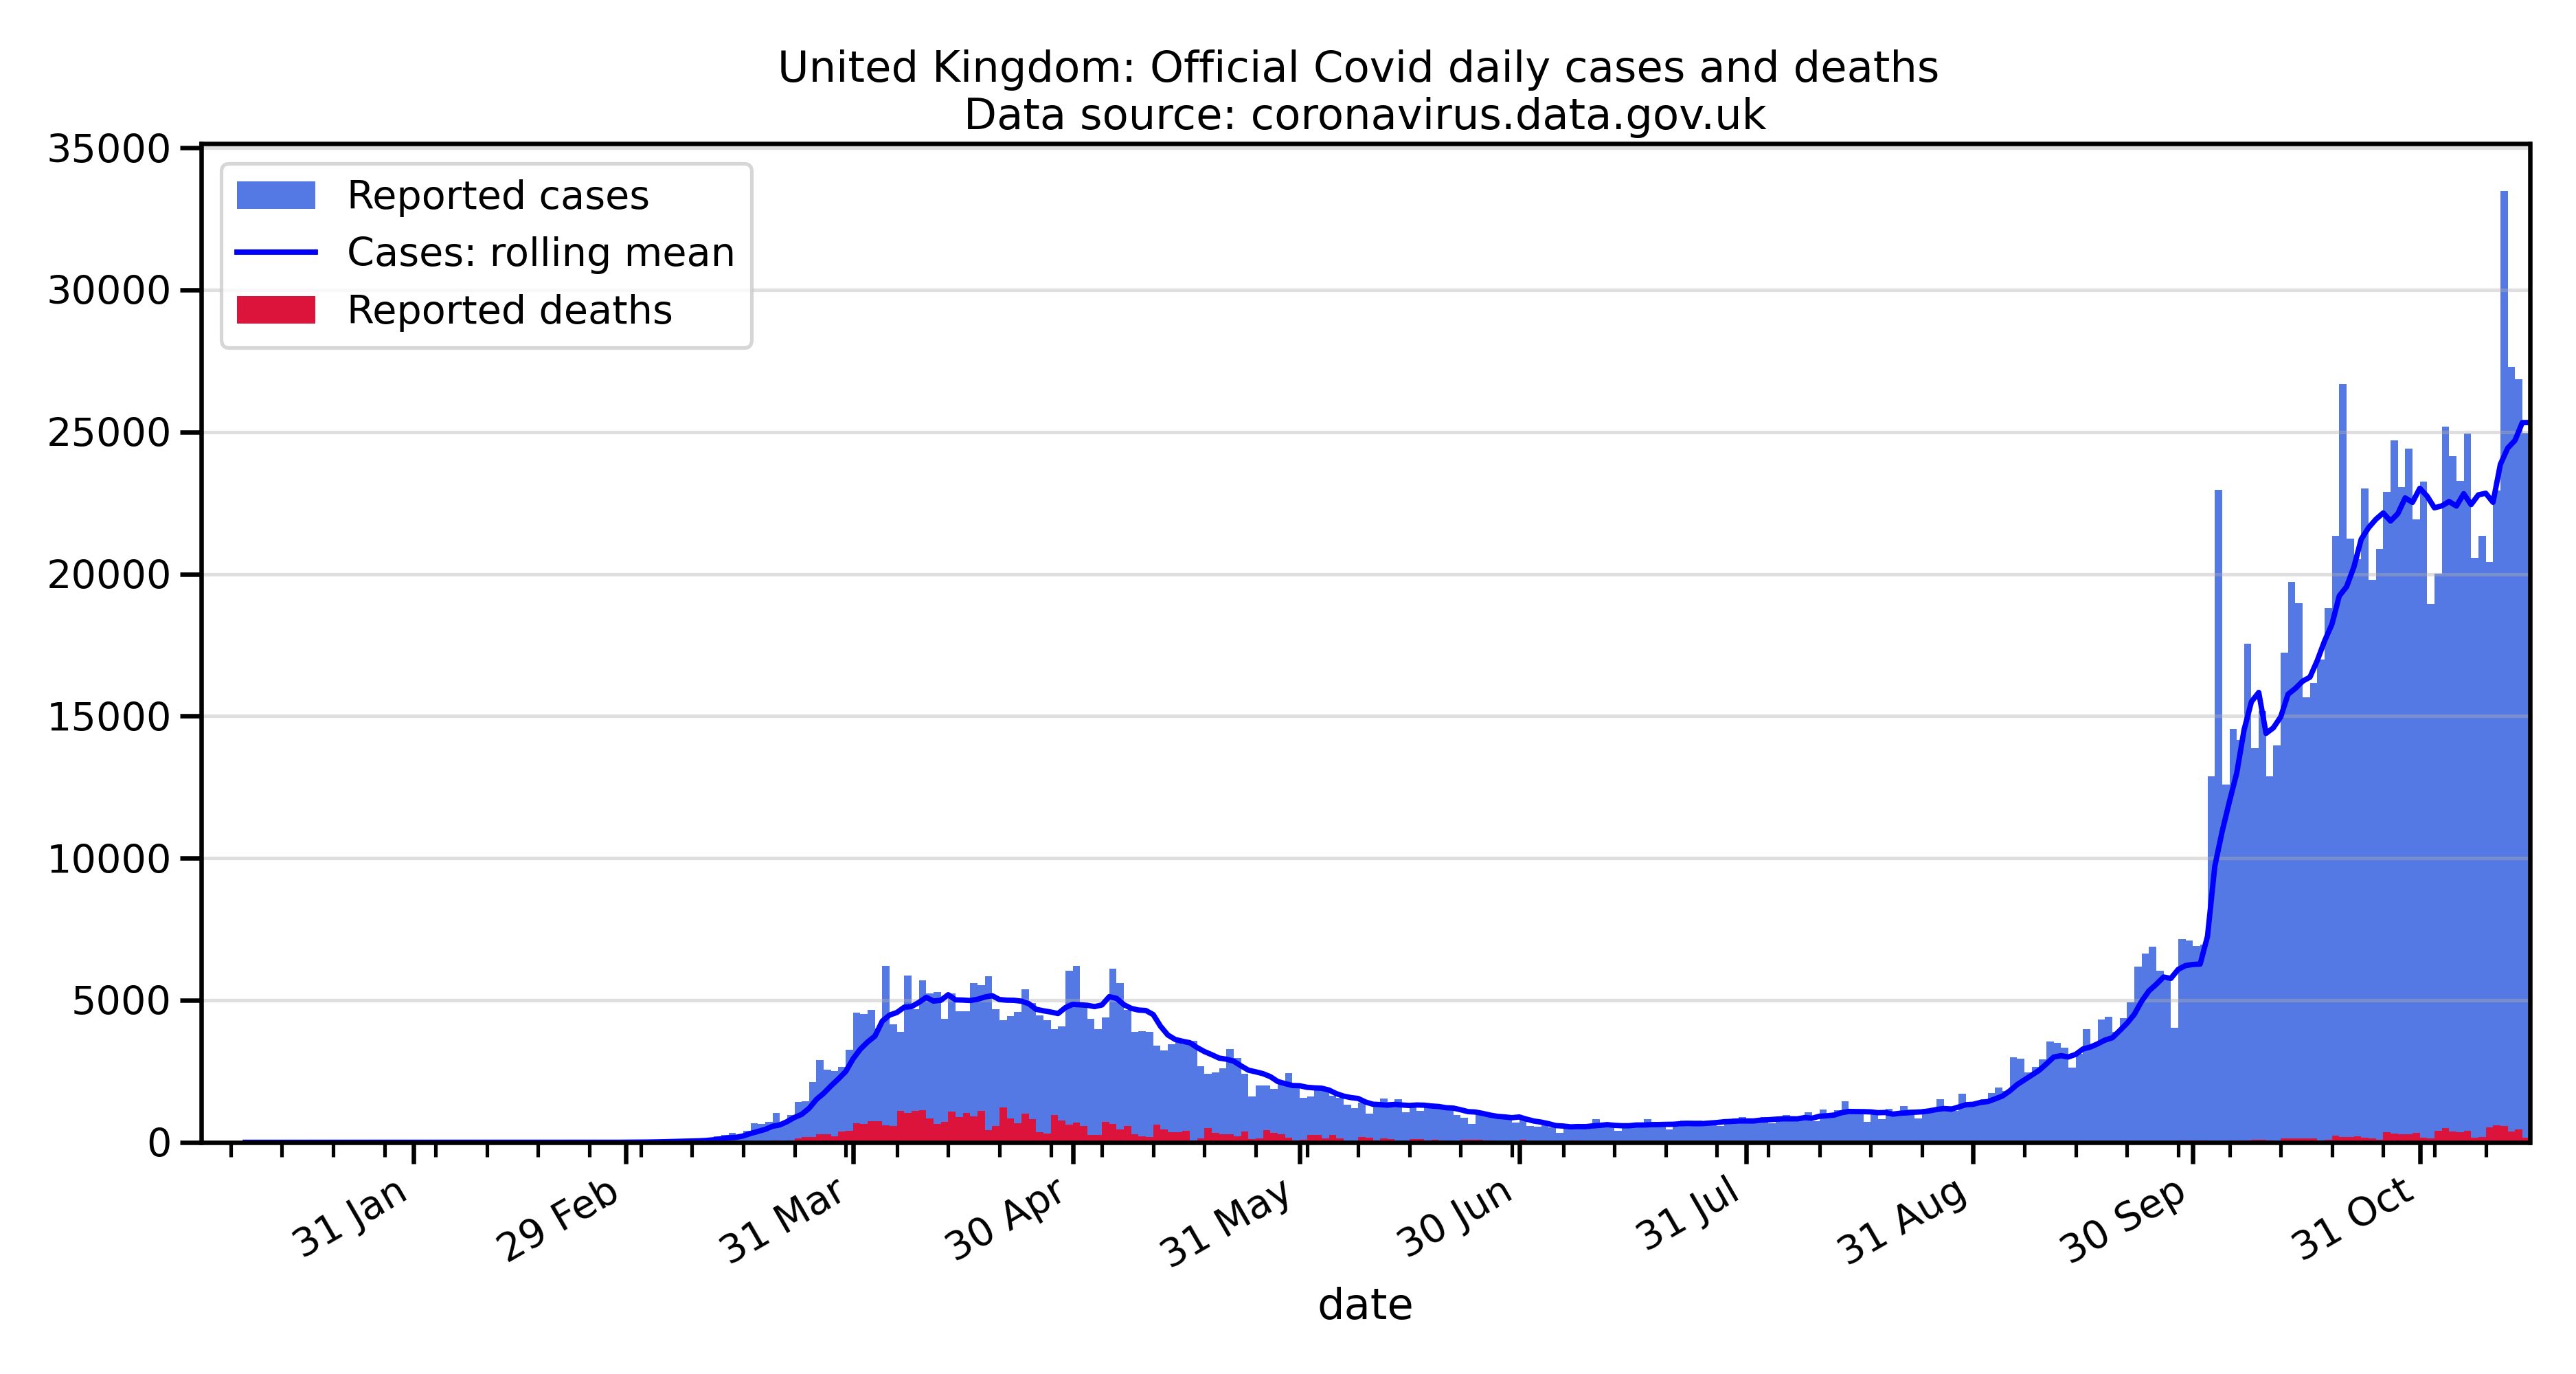 United Kingdom: Official Covid daily cases and deaths
Data source: coronavirus.data.gov.uk
35000
30000
25000
20000
15000
10000
5000
0
Reported cases
Cases: rolling mean
Reported deaths
31 Jan
29 Feb
31 Mar
30 Apr
31 May
30 Jun
31 Jul
31 Aug
30 Sep
31 Oct
date